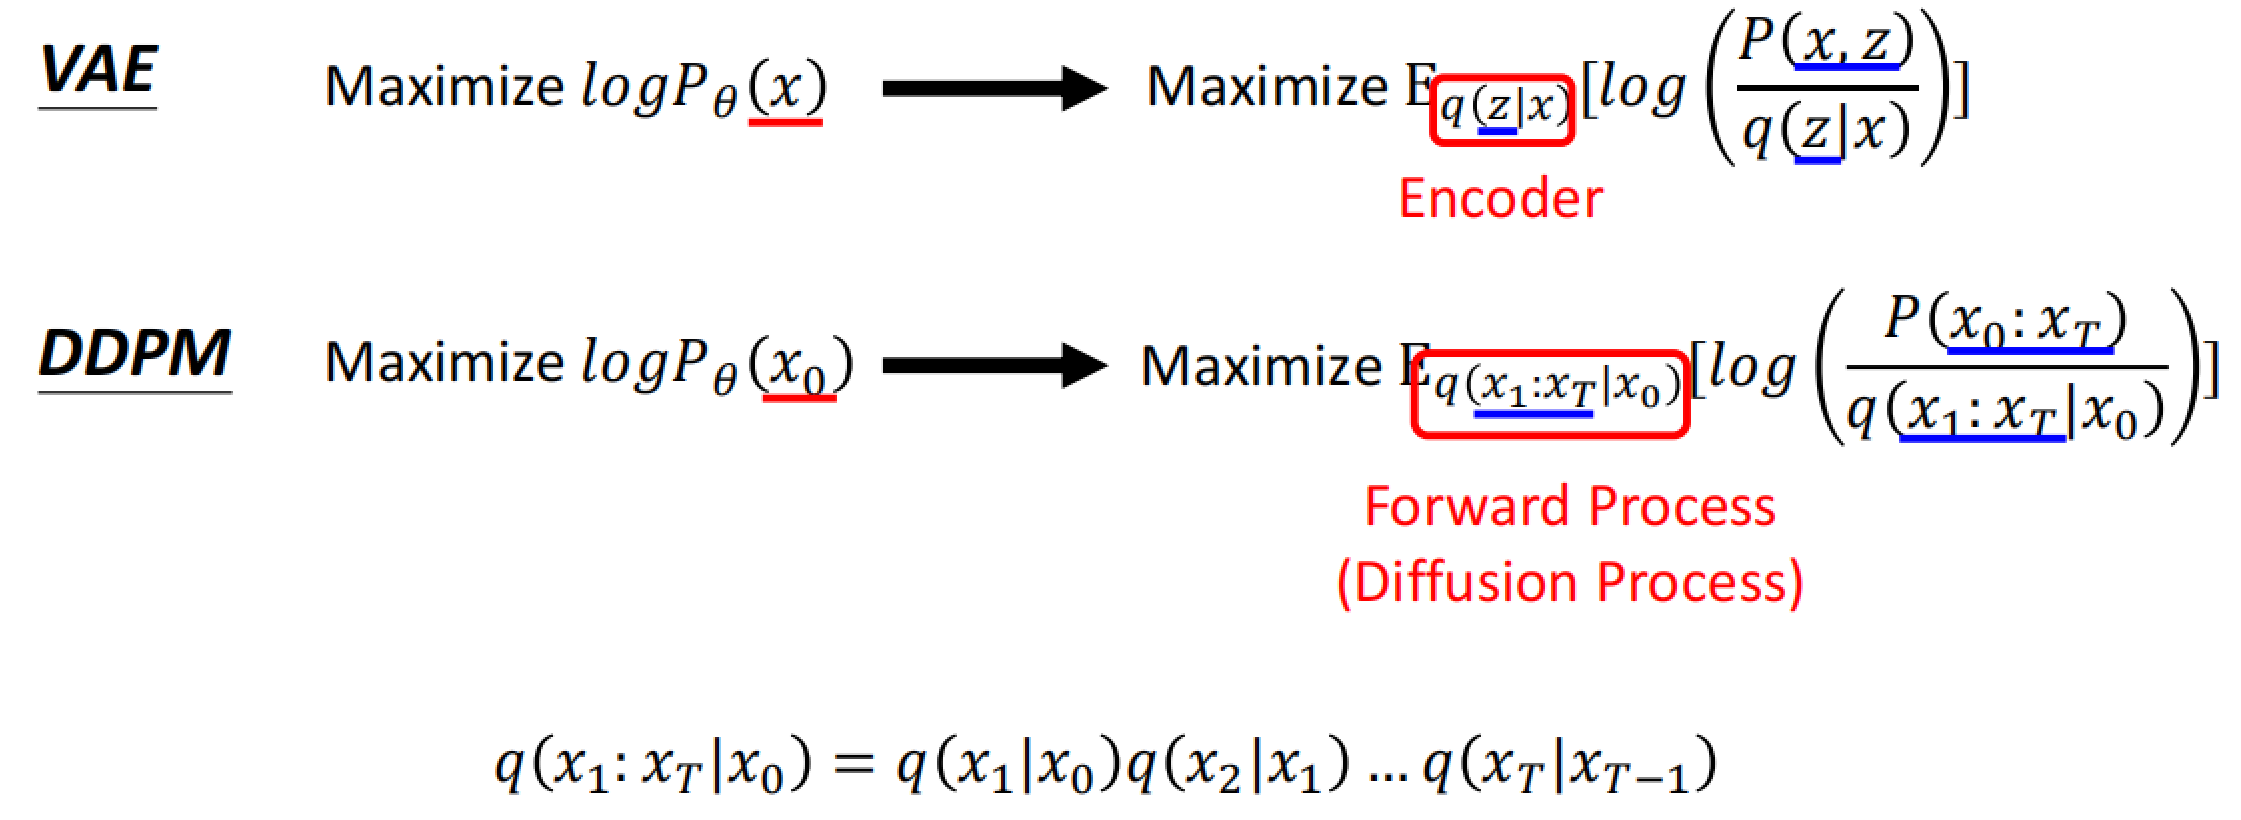 VAE Maximize logP_θ(x) Maximize E_{q(z|x)}[log(P(x, z)/q(z|x))]
Encoder
DDPM Maximize logP_θ(x_0) Maximize E_{q(x_1:x_T|x_0)}[log(P(x_0: x_T)/q(x_1: x_T|x_0))]
Forward Process
(Diffusion Process)
q(x_1: x_T|x_0) = q(x_1|x_0)q(x_2|x_1) … q(x_T|x_{T−1})